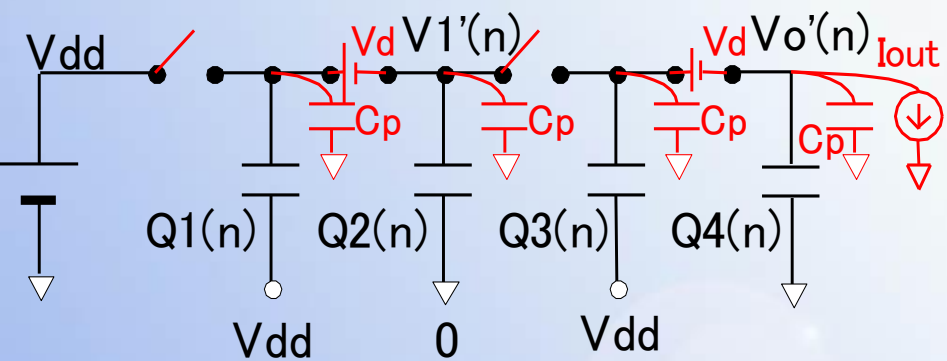 Vdd
Vd
V1'(n)
Vd
Vo'(n)
Iout
Cp
Cp
Cp
Cp
Q1(n)
Q2(n)
Q3(n)
Q4(n)
Vdd
0
Vdd